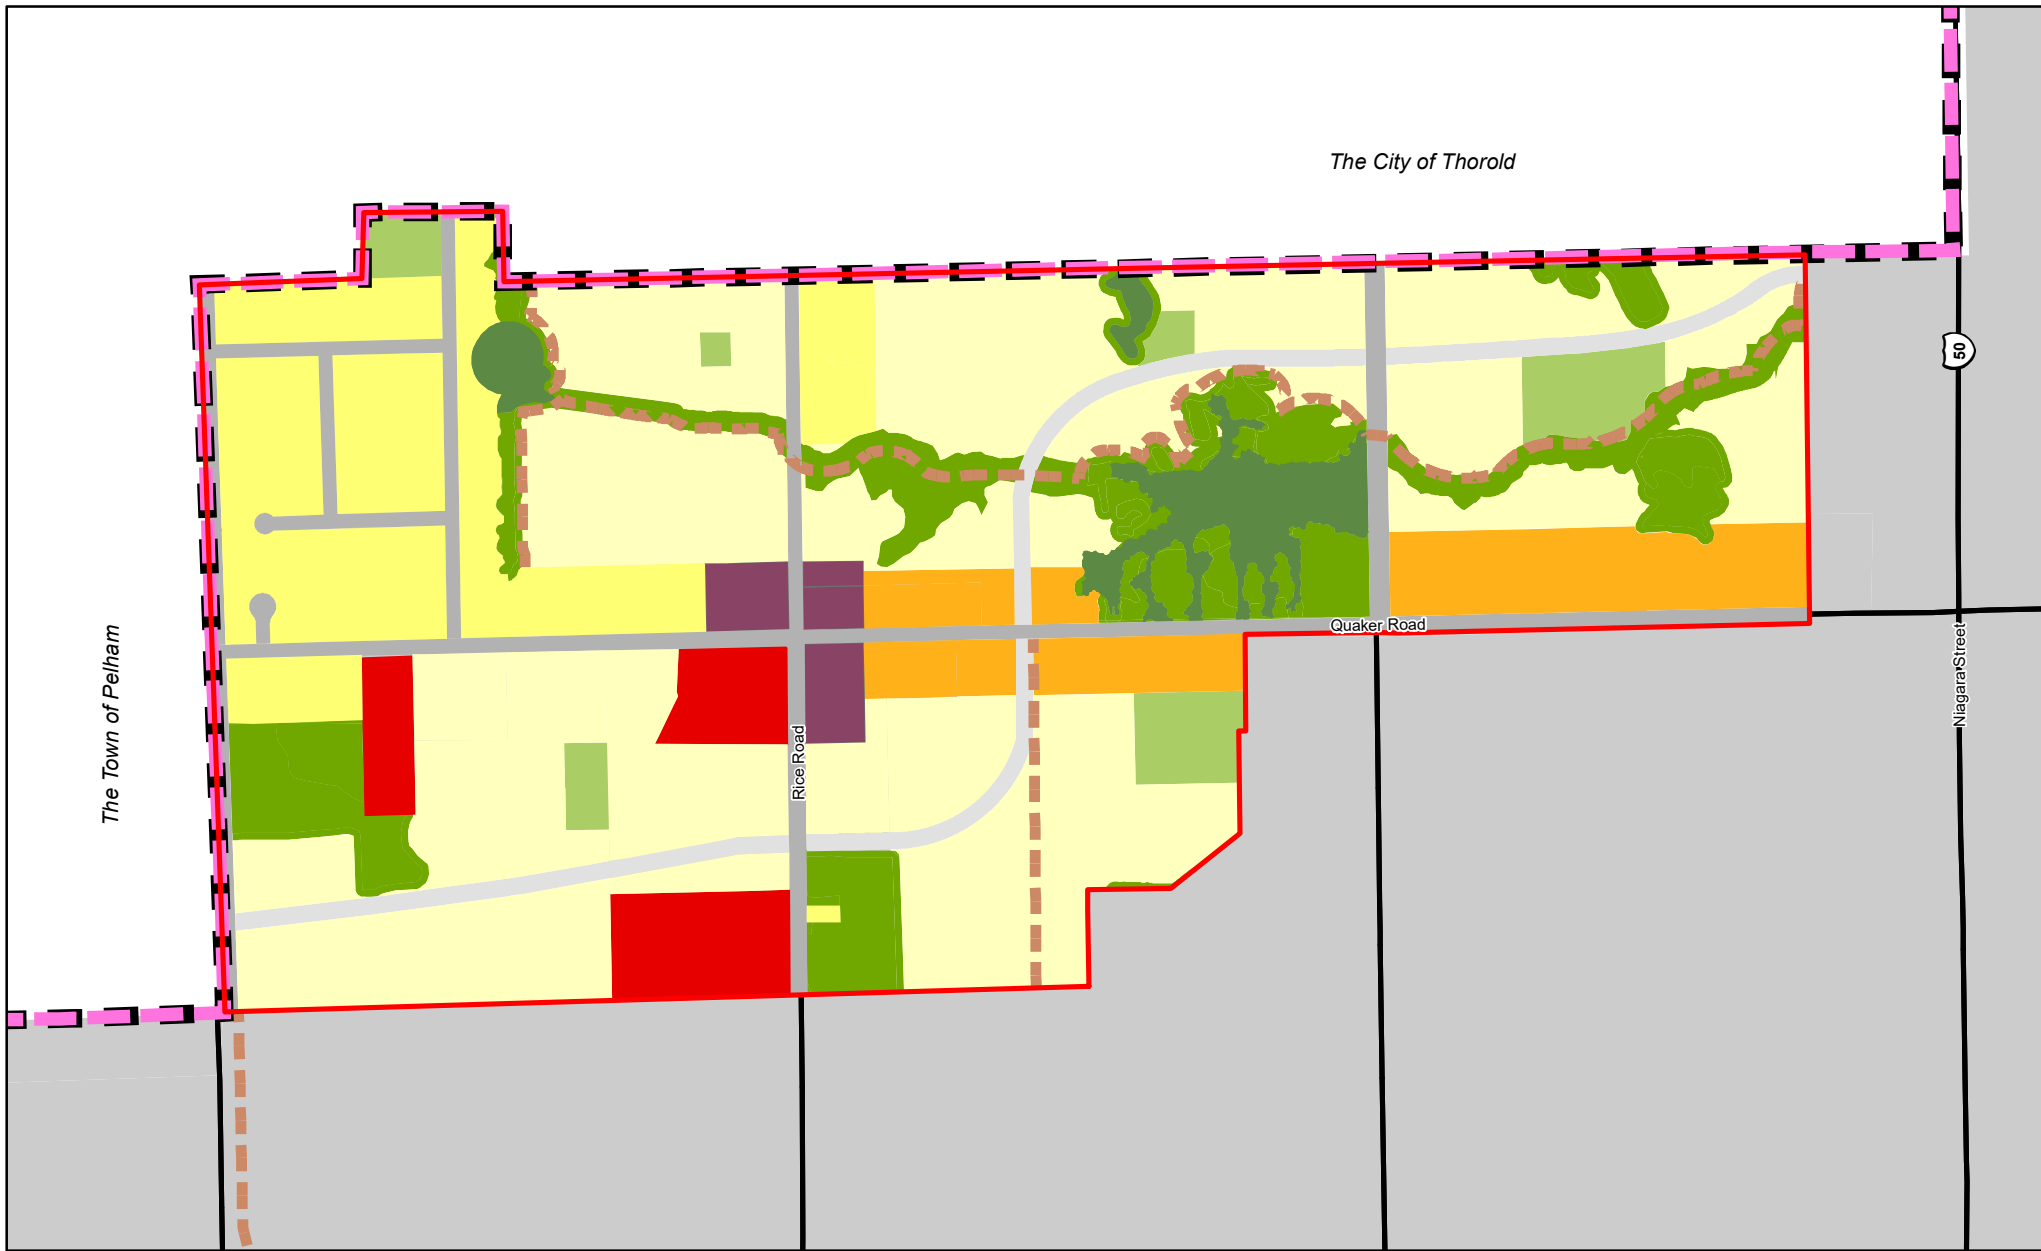 The City of Thorold
50
The Town of Pelham
Quaker Road
Niagara Street
Rice Road